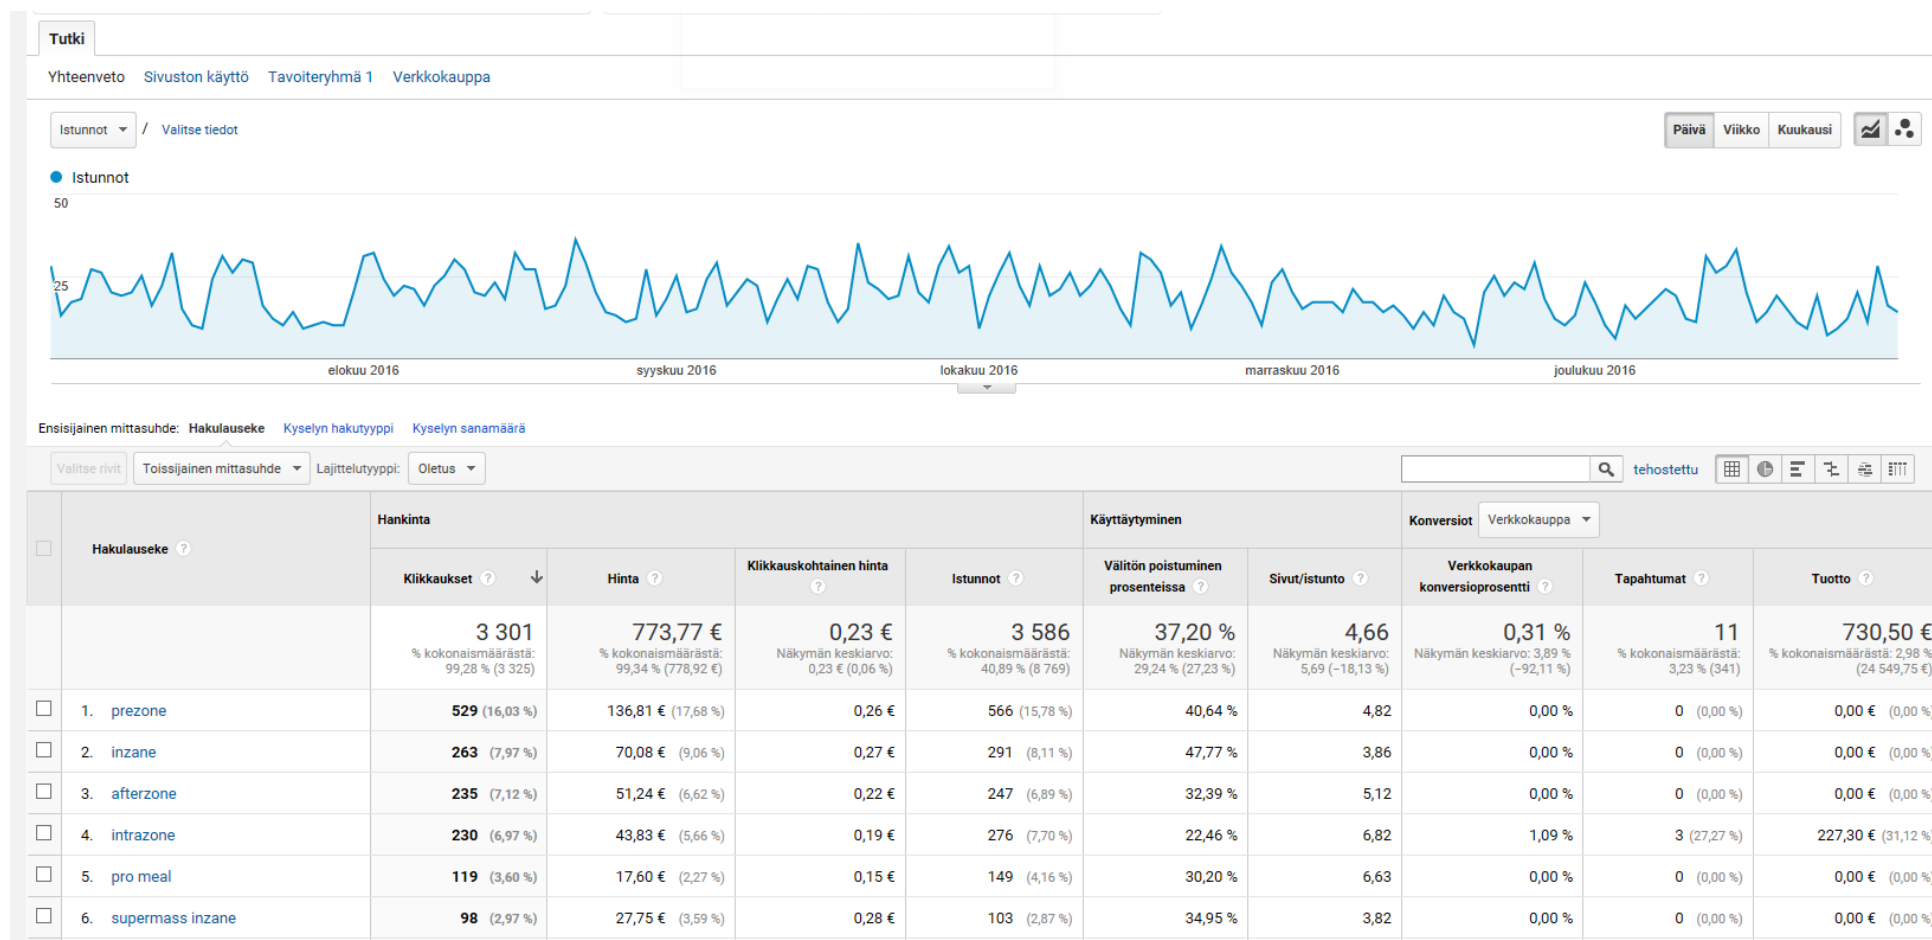 Tutki
Yhteenveto Sivuston käyttö Tavoiteryhmä 1 Verkkokauppa
Istunnot / Valitse tiedot Päivä Viikko Kuukausi
Istunnot
50
25
elokuu 2016 syyskuu 2016 lokakuu 2016 marraskuu 2016 joulukuu 2016
Ensisijainen mittasuhde: Hakulauseke Kyselyn hakutyyppi Kyselyn sanamäärä
Valitse rivit Toissijainen mittasuhde Lajittelutyyppi: Oletus tehostettu
Hakulauseke ? Hankinta Käyttäytyminen Konversiot Verkkokauppa
Klikkaukset ? Hinta ? Klikkauskohtainen hinta ? Istunnot ? Välitön poistuminen prosenteissa ? Sivut/istunto ? Verkkokaupan konversioprosentti ? Tapahtumat ? Tuotto ?
3 301 773,77 € 0,23 € 3 586 37,20 % 4,66 0,31 % 11 730,50 €
% kokonaismäärästä: % kokonaismäärästä: Näkymän keskiarvo: % kokonaismäärästä: Näkymän keskiarvo: Näkymän keskiarvo: Näkymän keskiarvo: 3,89 % % kokonaismäärästä: % kokonaismäärästä: 2,98 %
99,28 % (3 325) 99,34 % (778,92 €) 0,23 € (0,06 %) 40,89 % (8 769) 29,24 % (27,23 %) 5,69 (−18,13 %) (−92,11 %) 3,23 % (341) (24 549,75 €)
1. prezone 529 (16,03 %) 136,81 € (17,68 %) 0,26 € 566 (15,78 %) 40,64 % 4,82 0,00 % 0 (0,00 %) 0,00 € (0,00 %)
2. inzane 263 (7,97 %) 70,08 € (9,06 %) 0,27 € 291 (8,11 %) 47,77 % 3,86 0,00 % 0 (0,00 %) 0,00 € (0,00 %)
3. afterzone 235 (7,12 %) 51,24 € (6,62 %) 0,22 € 247 (6,89 %) 32,39 % 5,12 0,00 % 0 (0,00 %) 0,00 € (0,00 %)
4. intrazone 230 (6,97 %) 43,83 € (5,66 %) 0,19 € 276 (7,70 %) 22,46 % 6,82 1,09 % 3 (27,27 %) 227,30 € (31,12 %)
5. pro meal 119 (3,60 %) 17,60 € (2,27 %) 0,15 € 149 (4,16 %) 30,20 % 6,63 0,00 % 0 (0,00 %) 0,00 € (0,00 %)
6. supermass inzane 98 (2,97 %) 27,75 € (3,59 %) 0,28 € 103 (2,87 %) 34,95 % 3,82 0,00 % 0 (0,00 %) 0,00 € (0,00 %)